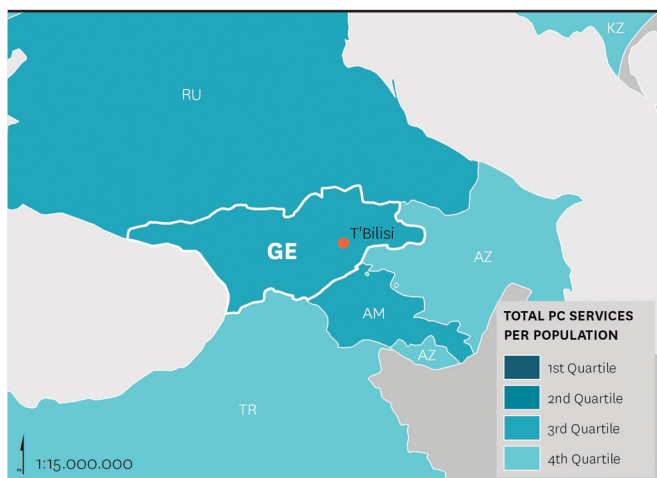 KZ
RU
T'Bilisi
GE
AZ
AM
AZ
TR
TOTAL PC SERVICES
PER POPULATION
1st Quartile
2nd Quartile
3rd Quartile
4th Quartile
N
1:15.000.000